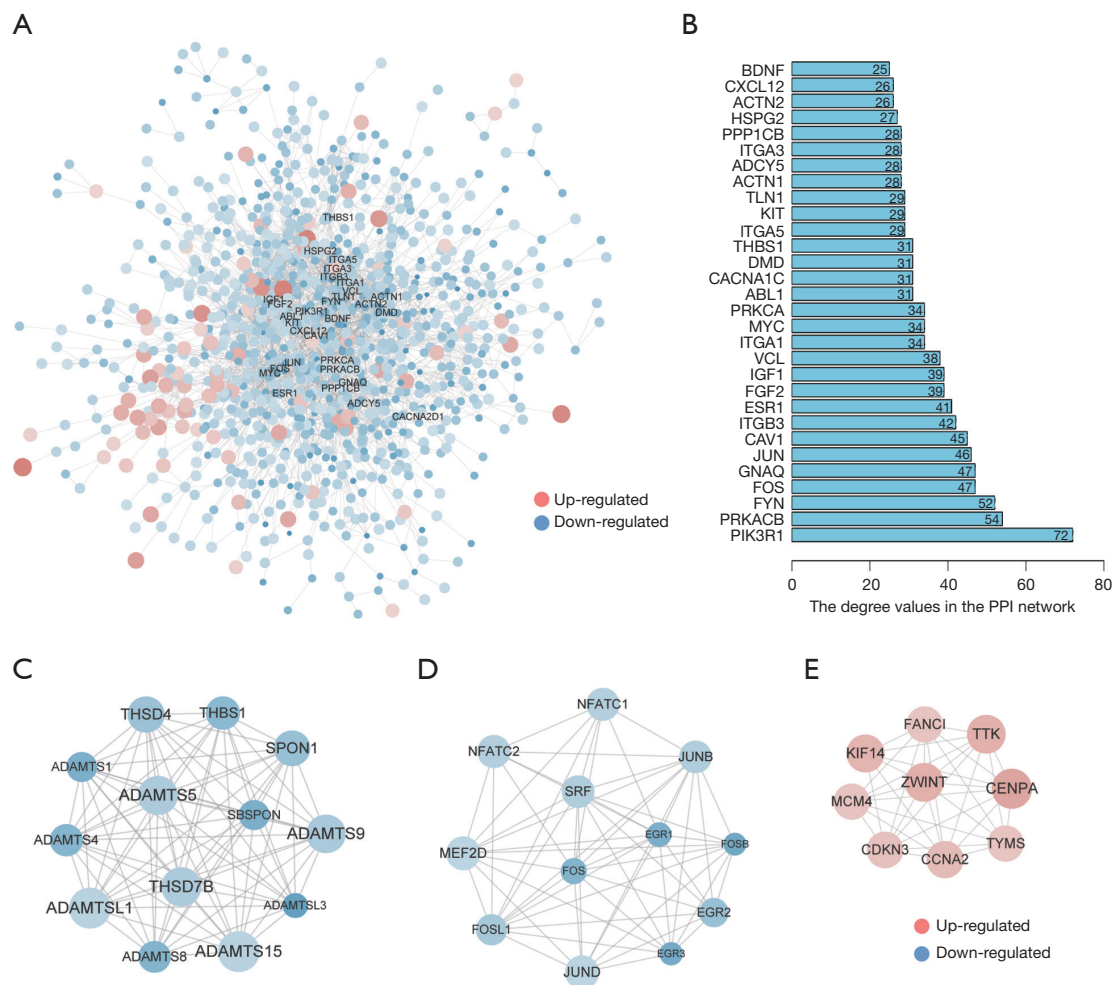 A
THBS1
HSPG2
ITGA5
ITGA3
ITGB3
ITGA1
VCL
IGF1
TLN1
ACTN1
FGF2
FYN
ACTN2
PIK3R1
DMD
ABL1
BDNF
KIT
CXCL12
CAV1
JUN
PRKCA
FOS
MYC
PRKACB
GNAQ
ESR1
PPP1CB
ADCY5
CACNA2D1
Up-regulated
Down-regulated
B
BDNF 25
CXCL12 26
ACTN2 26
HSPG2 27
PPP1CB 28
ITGA3 28
ADCY5 28
ACTN1 28
TLN1 29
KIT 29
ITGA5 29
THBS1 31
DMD 31
CACNA1C 31
ABL1 31
PRKCA 34
MYC 34
ITGA1 34
VCL 38
IGF1 39
FGF2 39
ESR1 41
ITGB3 42
CAV1 45
JUN 46
GNAQ 47
FOS 47
FYN 52
PRKACB 54
PIK3R1 72
0 20 40 60 80
The degree values in the PPI network
C
THSD4
THBS1
SPON1
ADAMTS1
ADAMTS5
SBSPON
ADAMTS4
ADAMTS9
THSD7B
ADAMTSL1
ADAMTSL3
ADAMTS8
ADAMTS15
D
NFATC1
NFATC2
JUNB
SRF
EGR1
FOSB
MEF2D
FOS
EGR2
FOSL1
EGR3
JUND
E
FANCI
TTK
KIF14
ZWINT
CENPA
MCM4
TYMS
CDKN3
CCNA2
Up-regulated
Down-regulated